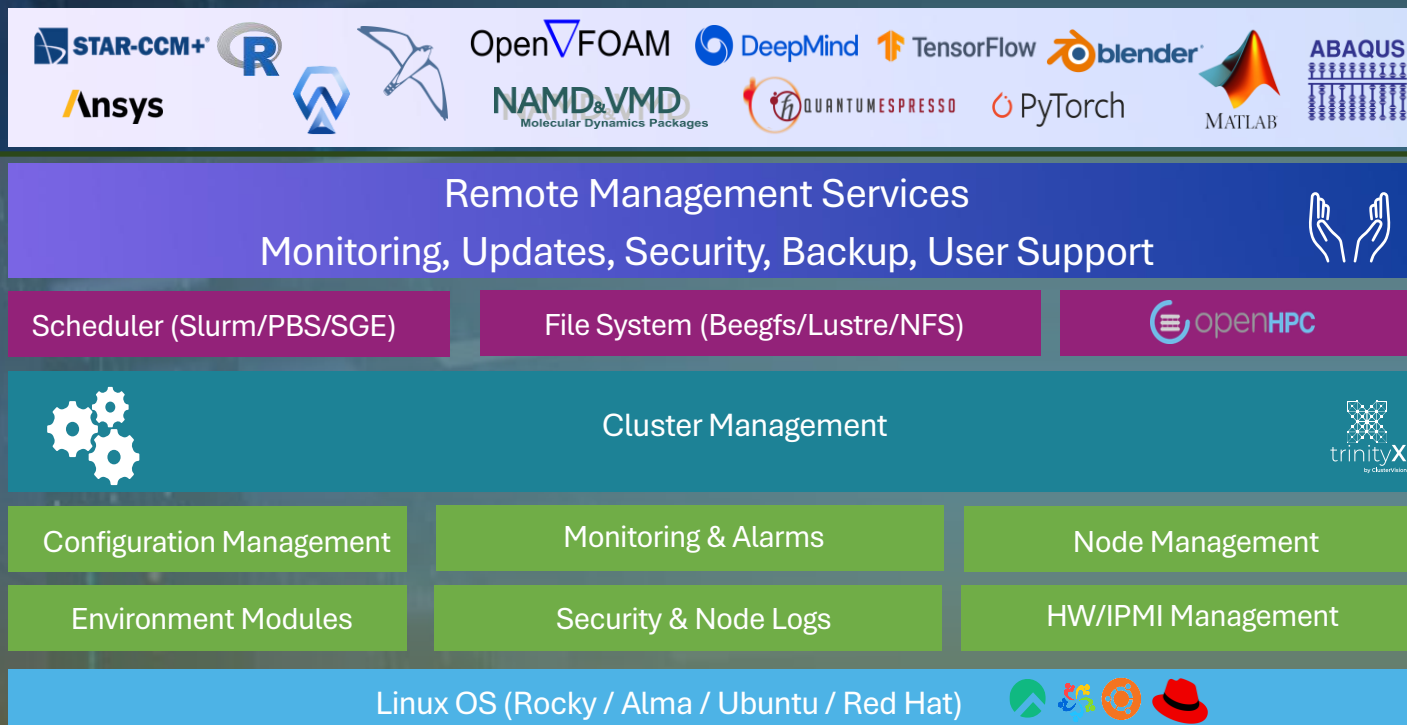 STAR-CCM+
R
OpenVFOAM
DeepMind
TensorFlow
blender
ABAQUS
Ansys
NAMD&VMD
Molecular Dynamics Packages
QUANTUMESPRESSO
PyTorch
MATLAB
Remote Management Services
Monitoring, Updates, Security, Backup, User Support
Scheduler (Slurm/PBS/SGE)
File System (Beegfs/Lustre/NFS)
openHPC
Cluster Management
trinityX
by ClusterVision
Configuration Management
Monitoring & Alarms
Node Management
Environment Modules
Security & Node Logs
HW/IPMI Management
Linux OS (Rocky / Alma / Ubuntu / Red Hat)